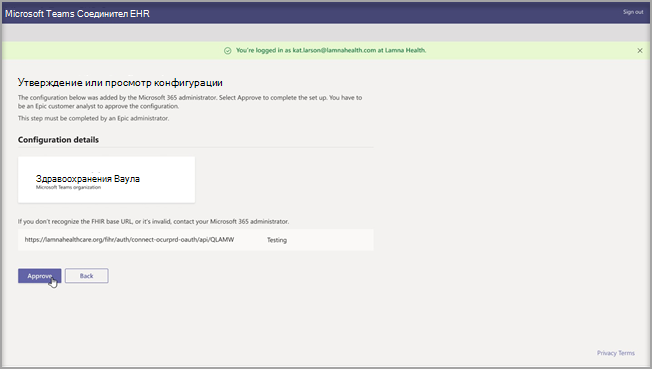 Microsoft Teams Соединител EHR
Sign out
You're logged in as kat.larson@lamnahealth.com at Lamna Health.
Утверждение или просмотр конфигурации
The configuration below was added by the Microsoft 365 administrator. Select Approve to complete the set up. You have to
be an Epic customer analyst to approve the configuration.
This step must be completed by an Epic administrator.
Configuration details
Здравоохранения Ваула
Microsoft Teams organization
If you don't recognize the FHIR base URL, or it's invalid, contact your Microsoft 365 administrator.
https://lamnahealthcare.org/fihr/auth/connect-ocurprd-oauth/api/QLAMW Testing
Approve Back
Privacy Terms